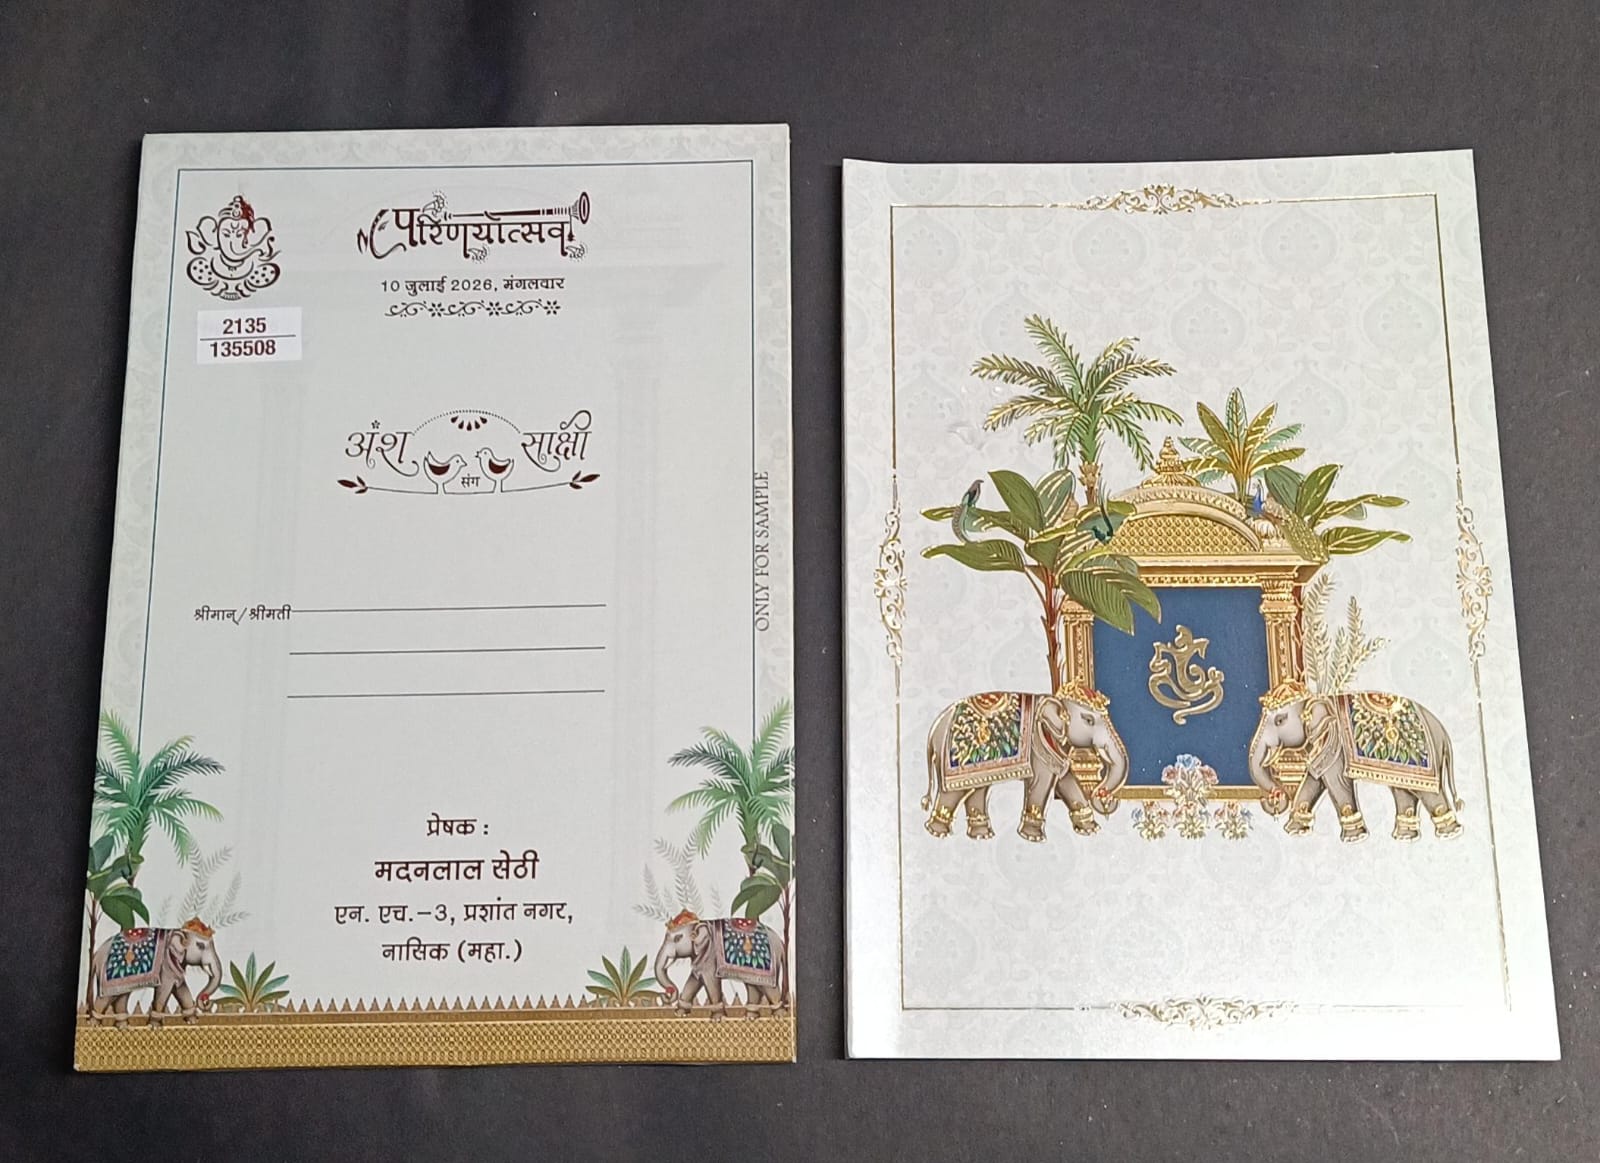 परिणयोत्सव
10 जुलाई 2026, मंगलवार
2135
135508
अंश संग साक्षी
श्रीमान्/श्रीमती
ONLY FOR SAMPLE
प्रेषक :
मदनलाल सेठी
एन. एच.-3, प्रशांत नगर,
नासिक (महा.)